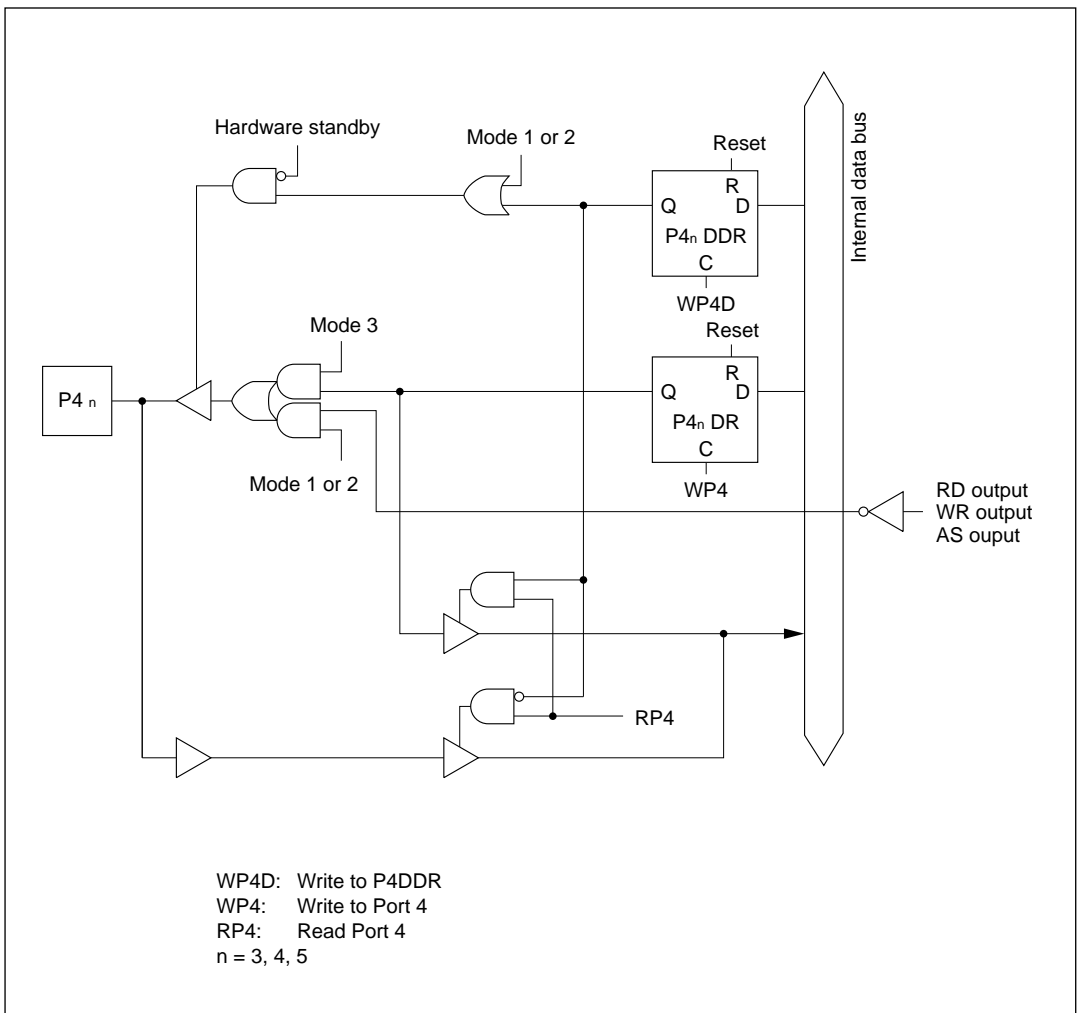 Hardware standby
Mode 1 or 2
Reset
R
Q D
P4n DDR
C
WP4D
Internal data bus
Mode 3
Reset
R
Q D
P4n DR
C
WP4
P4 n
Mode 1 or 2
RD output
WR output
AS ouput
RP4
WP4D: Write to P4DDR
WP4: Write to Port 4
RP4: Read Port 4
n = 3, 4, 5